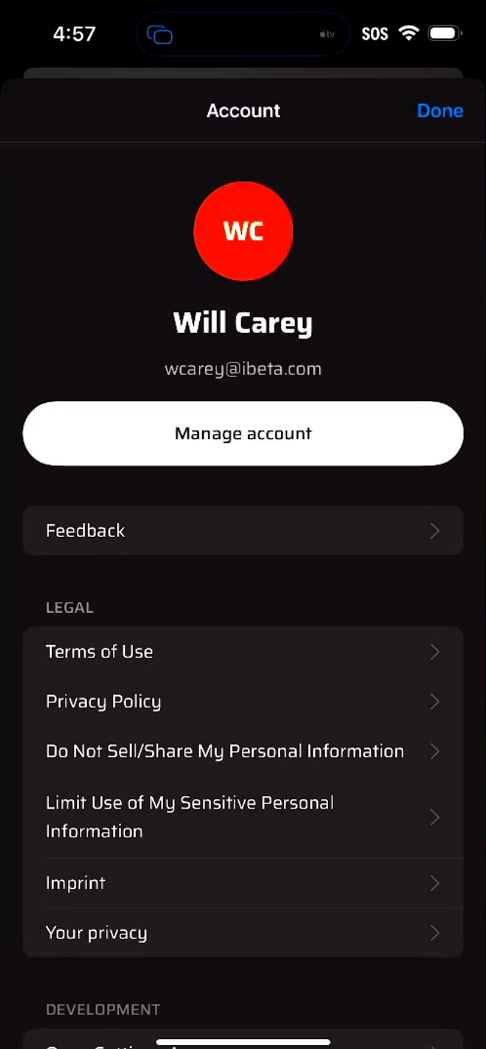 4:57
tv
SOS
Account
Done
WC
Will Carey
wcarey@ibeta.com
Manage account
Feedback
LEGAL
Terms of Use
Privacy Policy
Do Not Sell/Share My Personal Information
Limit Use of My Sensitive Personal
Information
Imprint
Your privacy
DEVELOPMENT